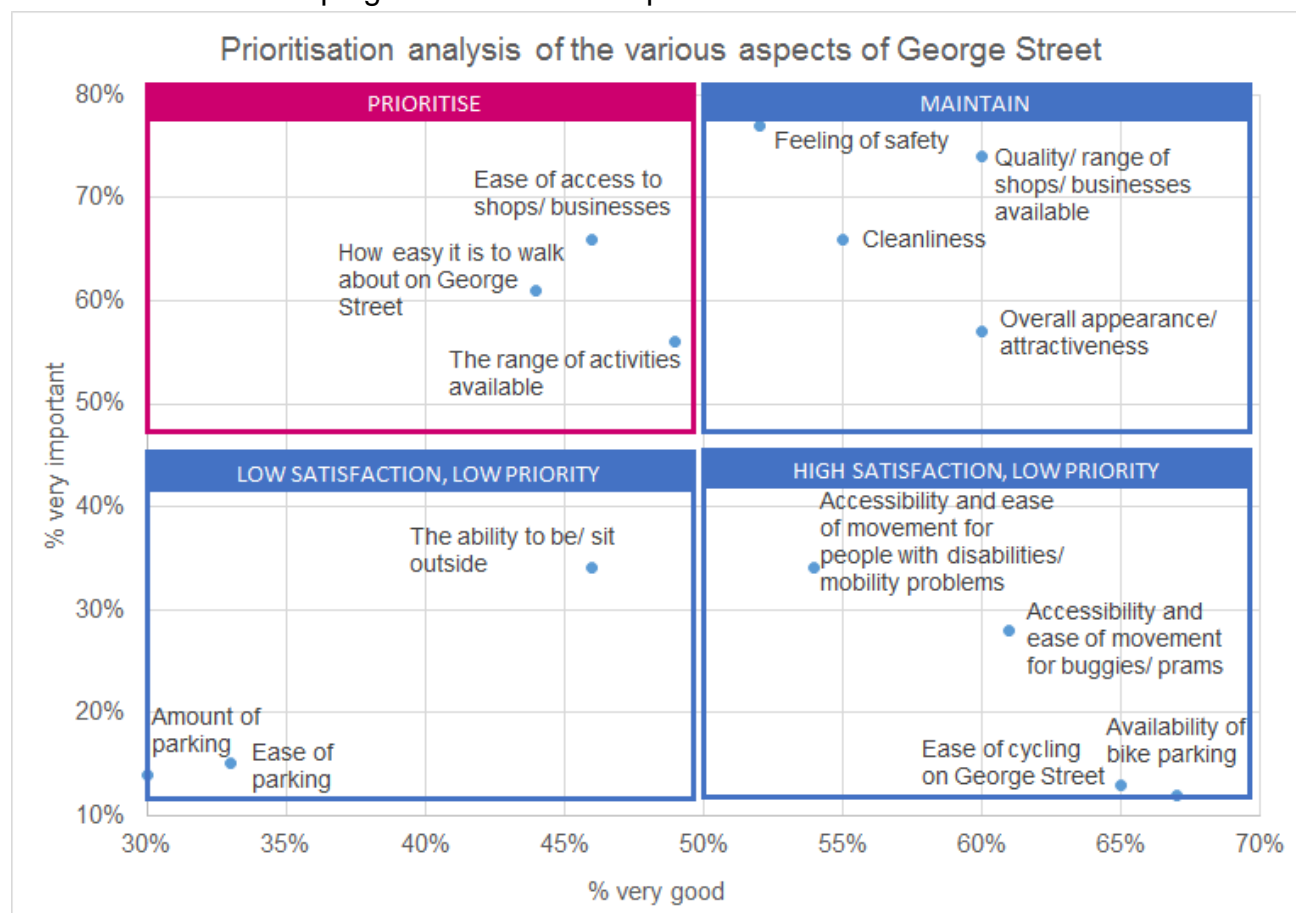 Prioritisation analysis of the various aspects of George Street
80%
PRIORITISE
MAINTAIN
Feeling of safety
Quality/ range of
shops/ businesses
available
Ease of access to
shops/ businesses
70%
Cleanliness
How easy it is to walk
about on George
Street
60%
Overall appearance/
attractiveness
The range of activities
available
50%
% very important
LOW SATISFACTION, LOW PRIORITY
HIGH SATISFACTION, LOW PRIORITY
40%
Accessibility and ease
of movement for
people with disabilities/
mobility problems
The ability to be/ sit
outside
30%
Accessibility and
ease of movement
for buggies/ prams
20%
Amount of
parking
Ease of
parking
Ease of cycling
on George Street
Availability of
bike parking
10%
30% 35% 40% 45% 50% 55% 60% 65% 70%
% very good